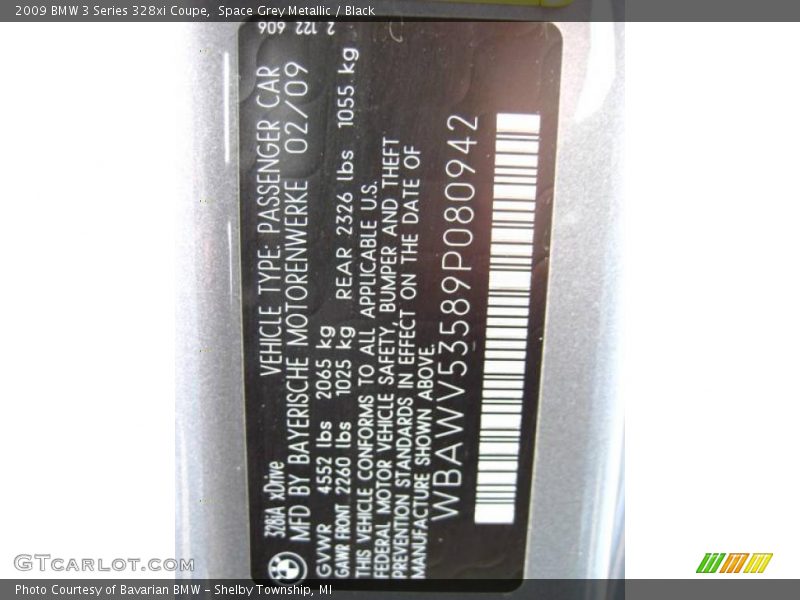 2009 BMW 3 Series 328xi Coupe, Space Grey Metallic / Black
2 122 606
328iA xDrive VEHICLE TYPE: PASSENGER CAR
MFD BY BAYERISCHE MOTORENWERKE 02/09
GVWR 4552 lbs 2065 kg
GAWR FRONT 2260 lbs 1025 kg REAR 2326 lbs 1055 kg
THIS VEHICLE CONFORMS TO ALL APPLICABLE U.S.
FEDERAL MOTOR VEHICLE SAFETY, BUMPER AND THEFT
PREVENTION STANDARDS IN EFFECT ON THE DATE OF
MANUFACTURE SHOWN ABOVE.
WBAWV53589P080942
GTCarLot.com
Photo Courtesy of Bavarian BMW – Shelby Township, MI